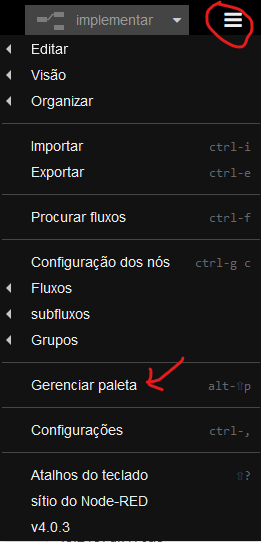 implementar
Editar
Visão
Organizar
Importar ctrl-i
Exportar ctrl-e
Procurar fluxos ctrl-f
Configuração dos nós ctrl-g c
Fluxos
subfluxos
Grupos
Gerenciar paleta alt-⇧p
Configurações ctrl-,
Atalhos do teclado ⇧?
sítio do Node-RED
v4.0.3